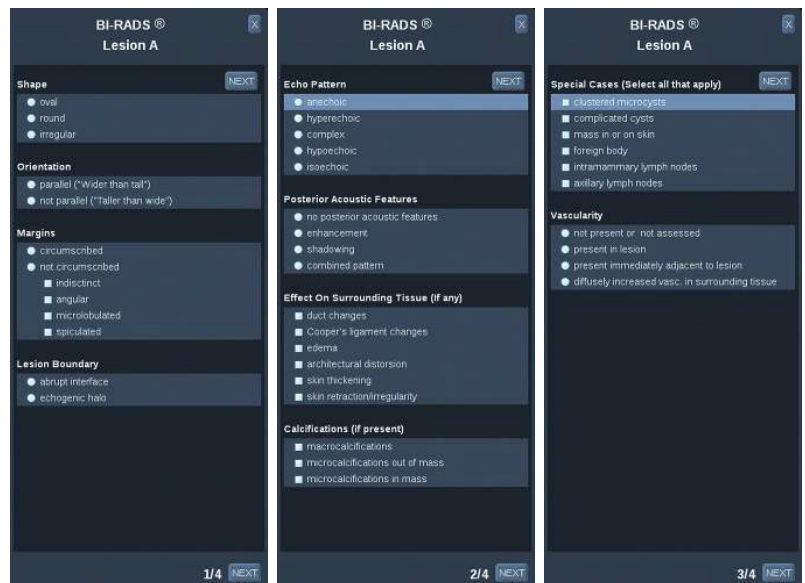 BI-RADS ®
X
Lesion A
NEXT
Shape
oval
round
irregular
Orientation
parallel ("Wider than tall")
not parallel ("Taller than wide")
Margins
circumscribed
not circumscribed
indisctinct
angular
microlobulated
spiculated
Lesion Boundary
abrupt interface
echogenic halo
1/4 NEXT
BI-RADS ®
X
Lesion A
NEXT
Echo Pattern
anechoic
hyperechoic
complex
hypoechoic
isoechoic
Posterior Acoustic Features
no posterior acoustic features
enhancement
shadowing
combined pattern
Effect On Surrounding Tissue (If any)
duct changes
Cooper's ligament changes
edema
architectural distorsion
skin thickening
skin retraction/irregularity
Calcifications (if present)
macrocalcifications
microcalcifications out of mass
microcalcifications in mass
2/4 NEXT
BI-RADS ®
X
Lesion A
Special Cases (Select all that apply) NEXT
clustered microcysts
complicated cysts
mass in or on skin
foreign body
intramammary lymph nodes
axillary lymph nodes
Vascularity
not present or not assessed
present in lesion
present immediately adjacent to lesion
diffusely increased vasc. in surrounding tissue
3/4 NEXT